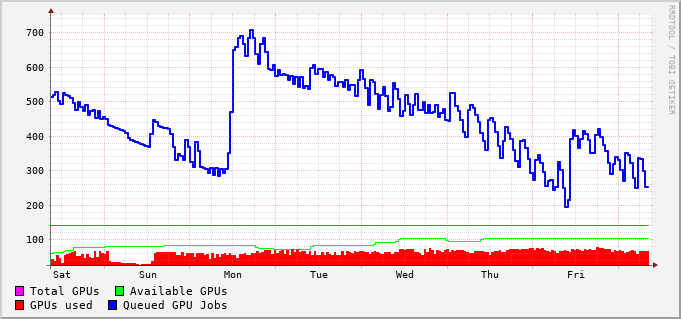 700
600
500
400
300
200
100
Sat Sun Mon Tue Wed Thu Fri
Total GPUs Available GPUs
GPUs used Queued GPU Jobs
RRDTOOL / TOBI OETIKER